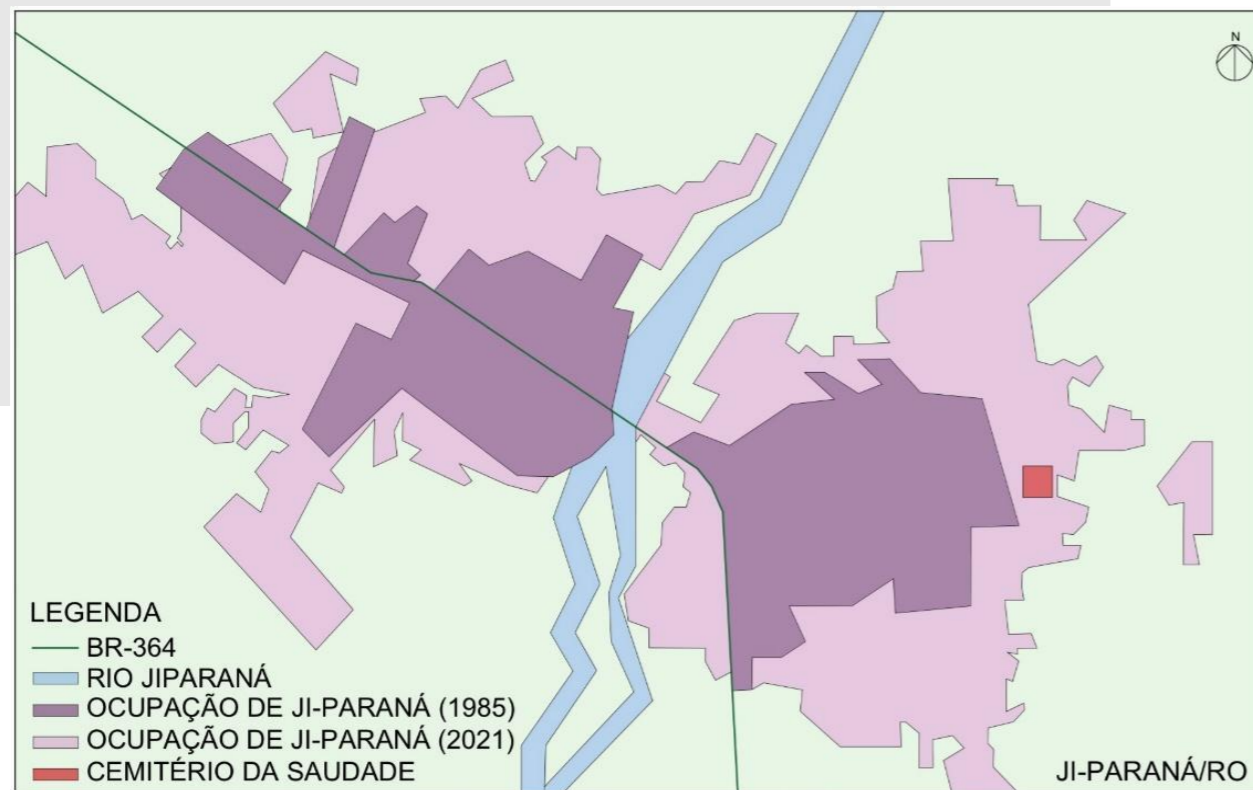 N
LEGENDA
BR-364
RIO JIPARANÁ
OCUPAÇÃO DE JI-PARANÁ (1985)
OCUPAÇÃO DE JI-PARANÁ (2021)
CEMITÉRIO DA SAUDADE
JI-PARANÁ/RO